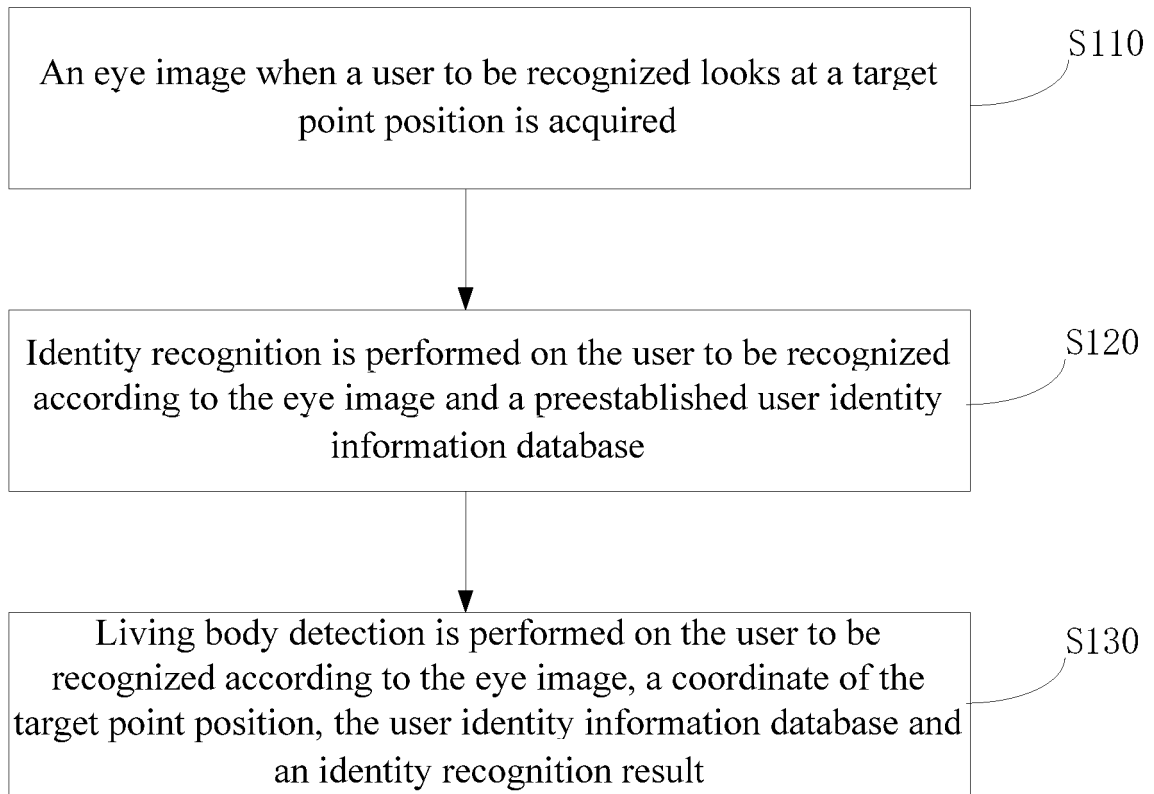 An eye image when a user to be recognized looks at a target
point position is acquired
S110
Identity recognition is performed on the user to be recognized
according to the eye image and a preestablished user identity
information database
S120
Living body detection is performed on the user to be
recognized according to the eye image, a coordinate of the
target point position, the user identity information database and
an identity recognition result
S130